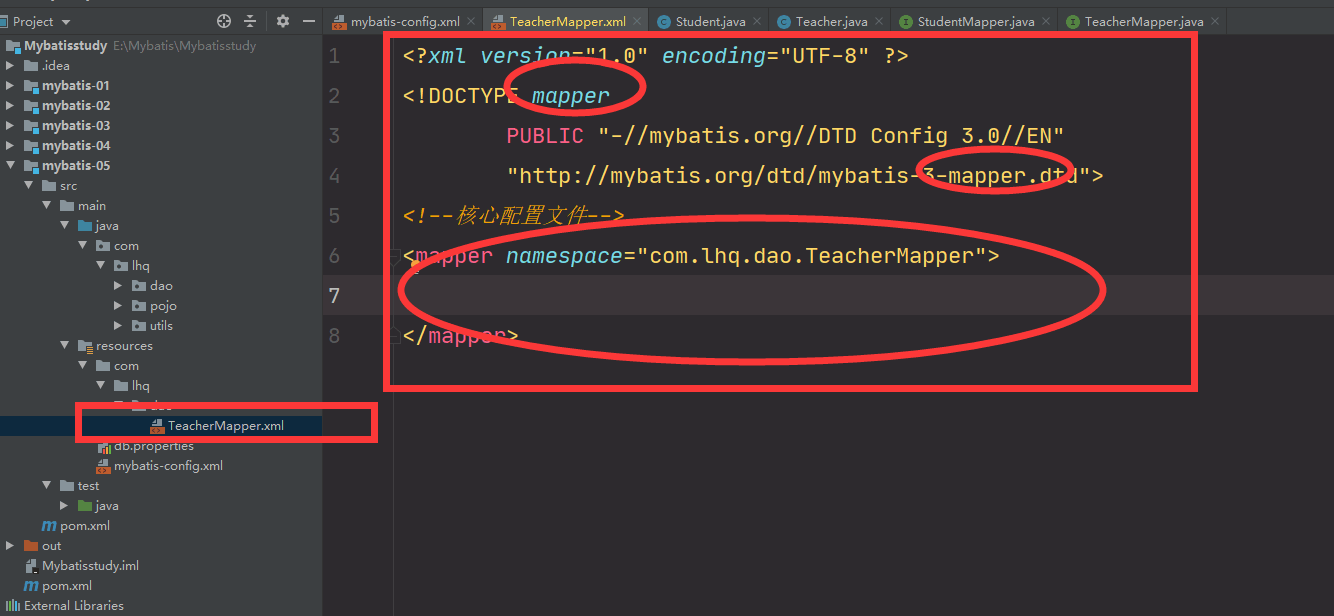 Project
mybatis-config.xml
TeacherMapper.xml
Student.java
Teacher.java
StudentMapper.java
TeacherMapper.java
Mybatisstudy E:\Mybatis\Mybatisstudy
.idea
mybatis-01
mybatis-02
mybatis-03
mybatis-04
mybatis-05
src
main
java
com
lhq
dao
pojo
utils
resources
com
lhq
TeacherMapper.xml
db.properties
mybatis-config.xml
test
java
pom.xml
out
Mybatisstudy.iml
pom.xml
External Libraries
1 <?xml version="1.0" encoding="UTF-8" ?>
2 <!DOCTYPE mapper
3 PUBLIC "-//mybatis.org//DTD Config 3.0//EN"
4 "http://mybatis.org/dtd/mybatis-3-mapper.dtd">
5 <!--核心配置文件-->
6 <mapper namespace="com.lhq.dao.TeacherMapper">
7
8 </mapper>